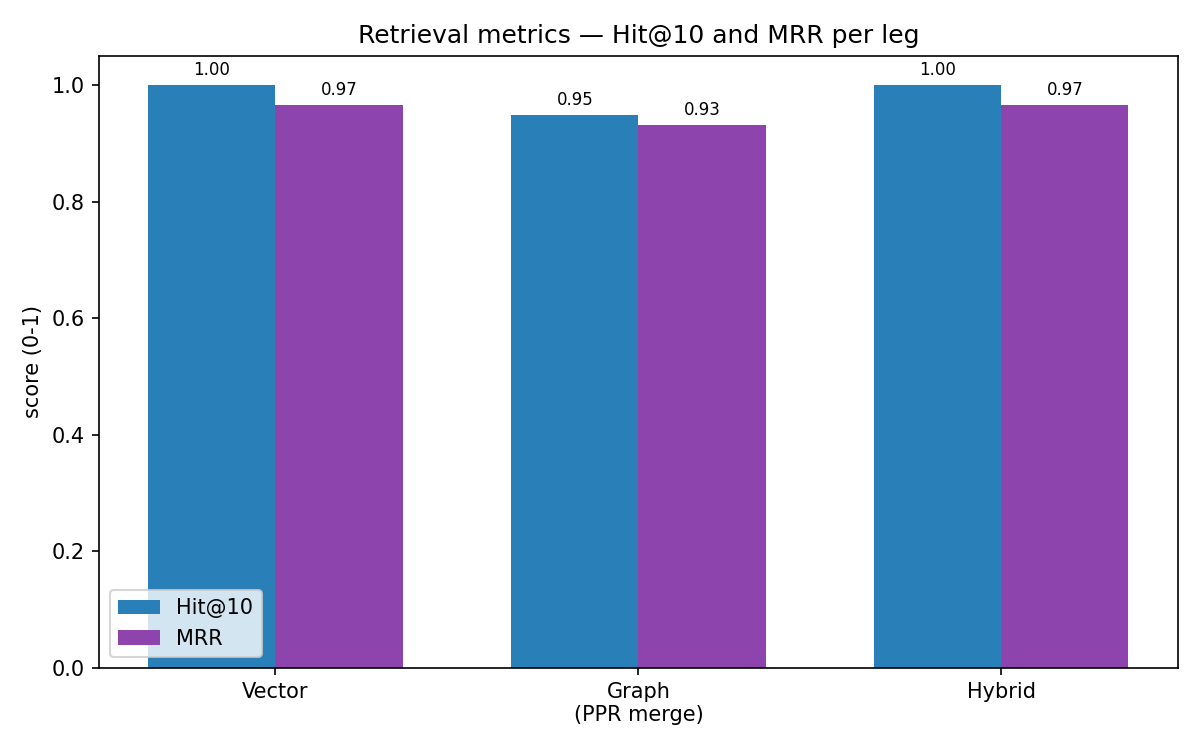 Retrieval metrics — Hit@10 and MRR per leg
1.00
0.97
0.95
0.93
1.00
0.97
score (0-1)
1.0
0.8
0.6
0.4
0.2
0.0
Hit@10
MRR
Vector
Graph
(PPR merge)
Hybrid